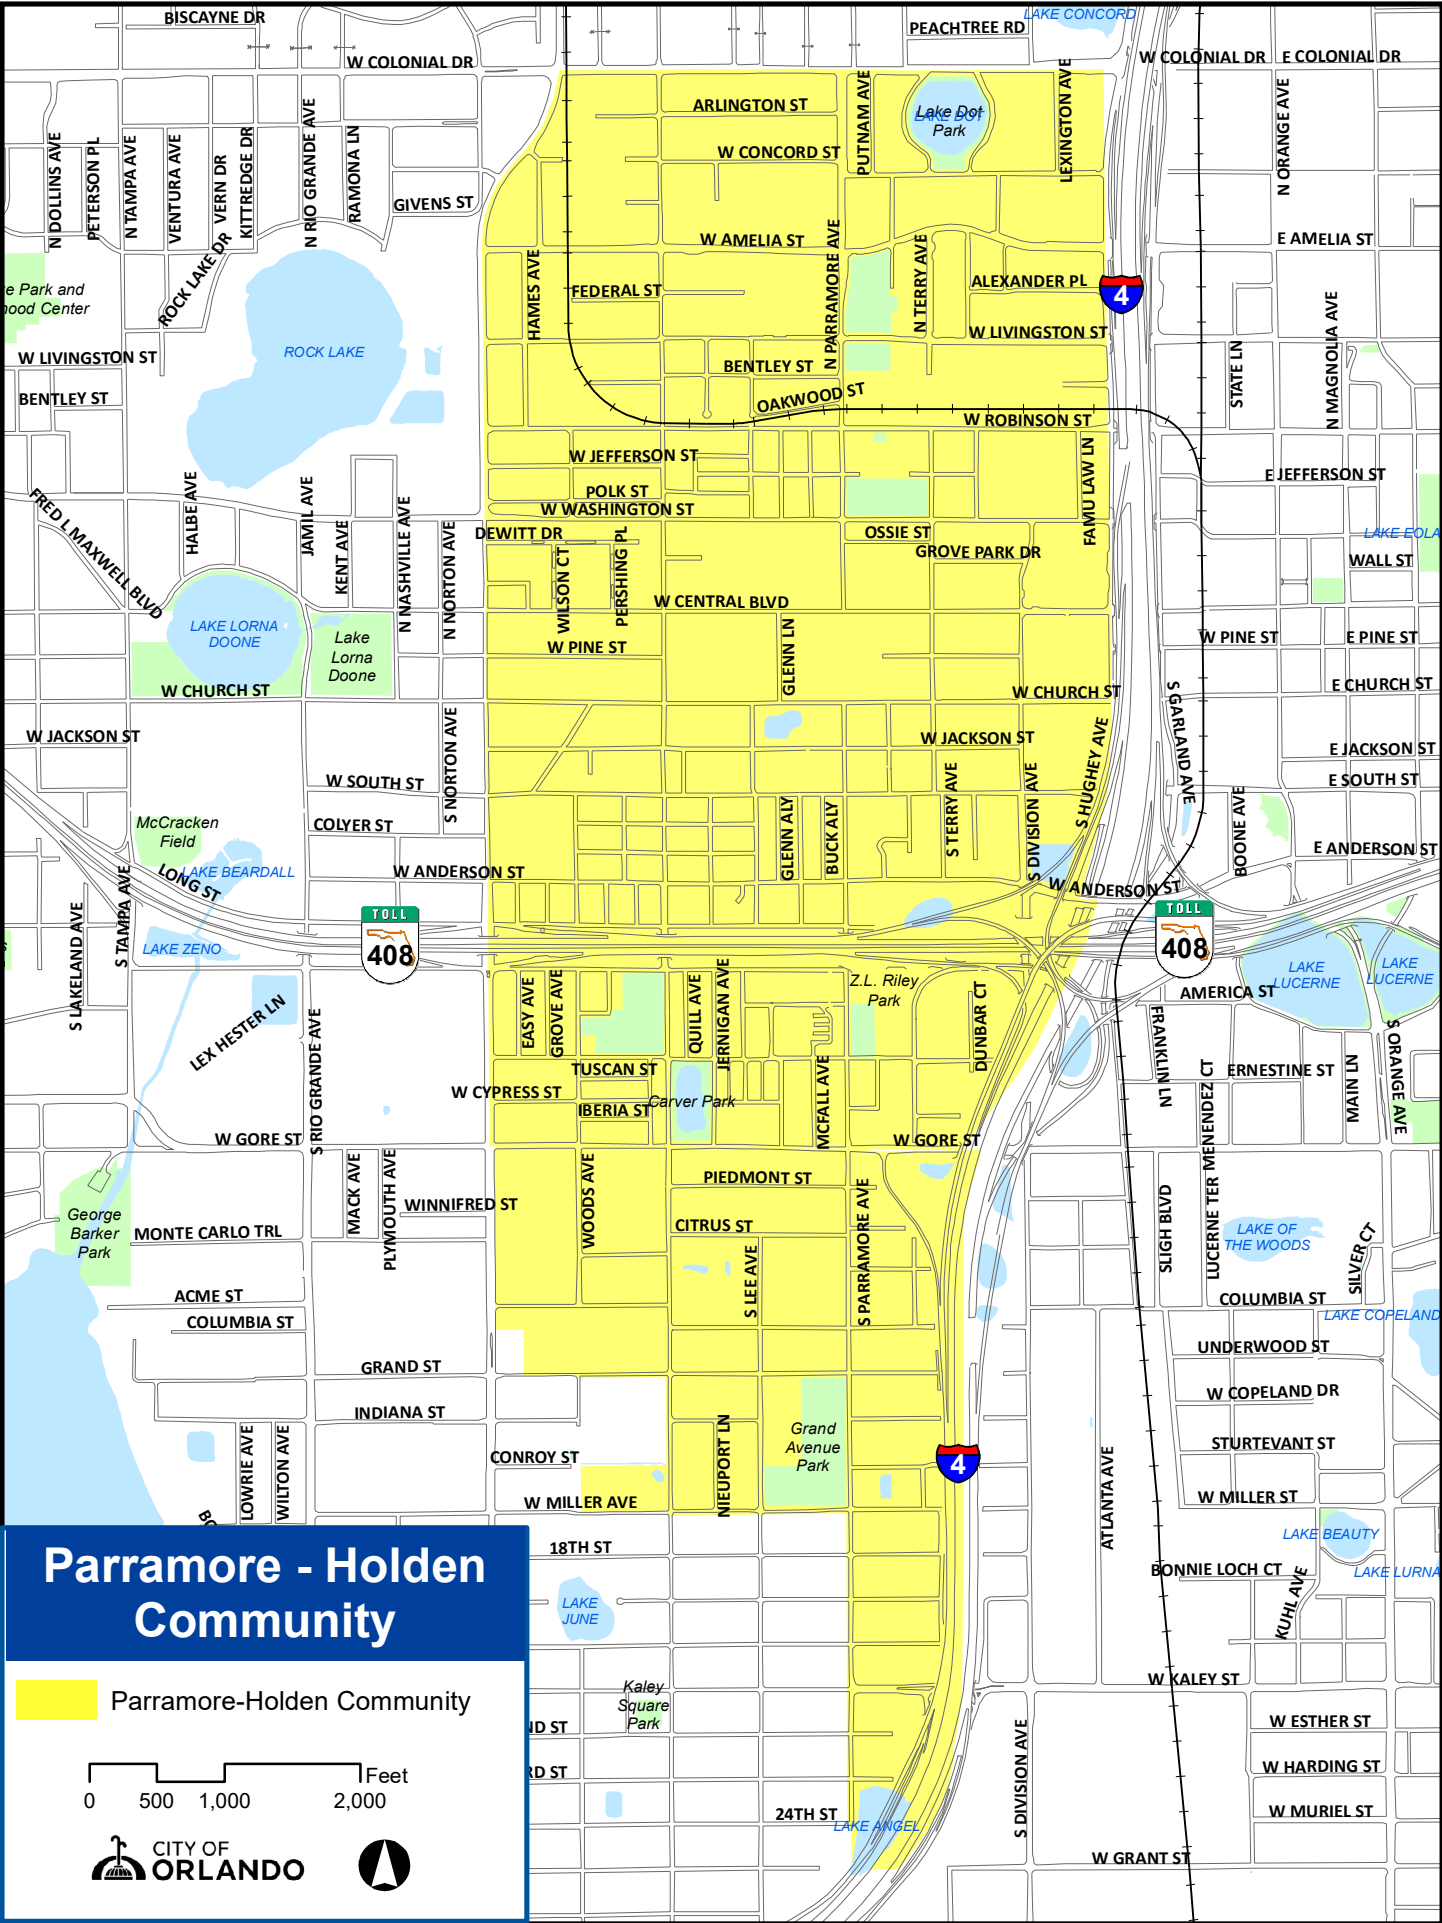 BISCAYNE DR
LAKE CONCORD
PEACHTREE RD
W COLONIAL DR
W COLONIAL DR
E COLONIAL DR
ARLINGTON ST
PUTNAM AVE
Lake Dot
Park
LAKE DOT
LEXINGTON AVE
N ORANGE AVE
N DOLLINS AVE
PETERSON PL
N TAMPA AVE
VENTURA AVE
VERN DR
KITTREDGE DR
N RIO GRANDE AVE
RAMONA LN
W CONCORD ST
GIVENS ST
ROCK LAKE DR
W AMELIA ST
E AMELIA ST
HAMES AVE
N PARRAMORE AVE
N TERRY AVE
ALEXANDER PL
4
FEDERAL ST
e Park and
hood Center
N MAGNOLIA AVE
STATE LN
W LIVINGSTON ST
ROCK LAKE
W LIVINGSTON ST
BENTLEY ST
BENTLEY ST
OAKWOOD ST
W ROBINSON ST
W JEFFERSON ST
FAMU LAW LN
E JEFFERSON ST
POLK ST
W WASHINGTON ST
FRED L MAXWELL BLVD
HALBE AVE
JAMIL AVE
KENT AVE
N NASHVILLE AVE
N NORTON AVE
DEWITT DR
WILSON CT
PERSHING PL
OSSIE ST
GROVE PARK DR
LAKE EOLA
WALL ST
W CENTRAL BLVD
LAKE LORNA
DOONE
Lake
Lorna
Doone
W PINE ST
GLENN LN
W PINE ST
E PINE ST
W CHURCH ST
W CHURCH ST
E CHURCH ST
S GARLAND AVE
W JACKSON ST
S NORTON AVE
W JACKSON ST
S HUGHEY AVE
E JACKSON ST
W SOUTH ST
E SOUTH ST
GLENN ALY
BUCK ALY
S TERRY AVE
S DIVISION AVE
BOONE AVE
McCracken
Field
COLYER ST
LAKE BEARDALL
LONG ST
W ANDERSON ST
W ANDERSON ST
E ANDERSON ST
S LAKELAND AVE
S TAMPA AVE
TOLL
408
TOLL
408
LAKE ZENO
LEX HESTER LN
S RIO GRANDE AVE
EASY AVE
GROVE AVE
QUILL AVE
JERNIGAN AVE
Z.L. Riley
Park
DUNBAR CT
AMERICA ST
LAKE
LUCERNE
LAKE
LUCERNE
FRANKLIN LN
MENENDEZ CT
ERNESTINE ST
MAIN LN
S ORANGE AVE
TUSCAN ST
W CYPRESS ST
Carver Park
IBERIA ST
MCFALL AVE
W GORE ST
W GORE ST
MACK AVE
PLYMOUTH AVE
WOODS AVE
PIEDMONT ST
S PARRAMORE AVE
SLIGH BLVD
LUCERNE TER
WINNIFRED ST
George
Barker
Park
MONTE CARLO TRL
CITRUS ST
LAKE OF
THE WOODS
SILVER CT
S LEE AVE
ACME ST
COLUMBIA ST
COLUMBIA ST
LAKE COPELAND
UNDERWOOD ST
GRAND ST
W COPELAND DR
INDIANA ST
NIEUPORT LN
Grand
Avenue
Park
STURTEVANT ST
LOWRIE AVE
WILTON AVE
CONROY ST
4
ATLANTA AVE
W MILLER AVE
W MILLER ST
BO
LAKE BEAUTY
18TH ST
BONNIE LOCH CT
LAKE LURNA
KUHL AVE
LAKE
JUNE
Parramore - Holden
Community
W KALEY ST
Kaley
Square
Park
Parramore-Holden Community
ND ST
W ESTHER ST
S DIVISION AVE
RD ST
W HARDING ST
Feet
0 500 1,000 2,000
24TH ST
LAKE ANGEL
W MURIEL ST
CITY OF
ORLANDO
W GRANT ST